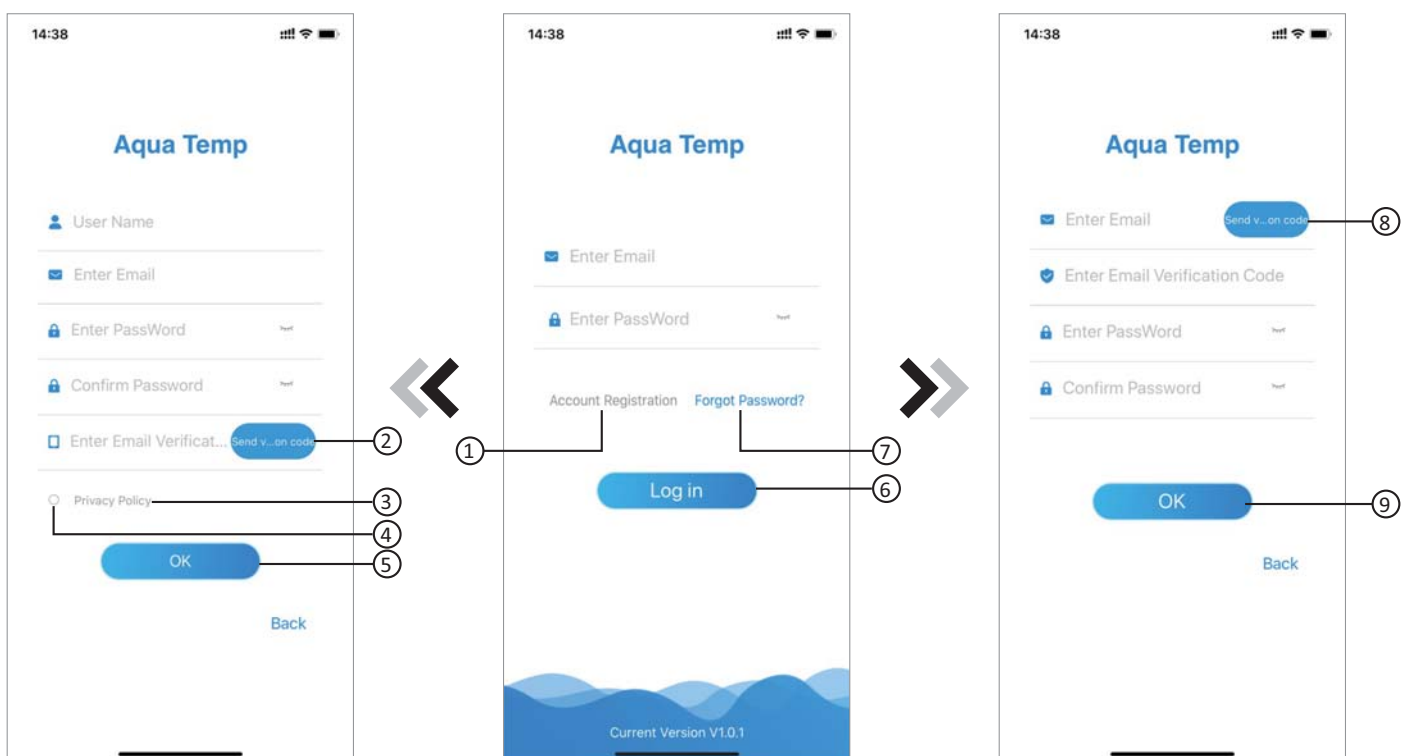 14:38
Aqua Temp
User Name
Enter Email
Enter PassWord
Confirm Password
Enter Email Verificat... Send v...on code
Privacy Policy
OK
Back
2
3
4
5
14:38
Aqua Temp
Enter Email
Enter PassWord
Account Registration Forgot Password?
1
7
Log in
6
Current Version V1.0.1
14:38
Aqua Temp
Enter Email Send v...on code
8
Enter Email Verification Code
Enter PassWord
Confirm Password
OK
9
Back